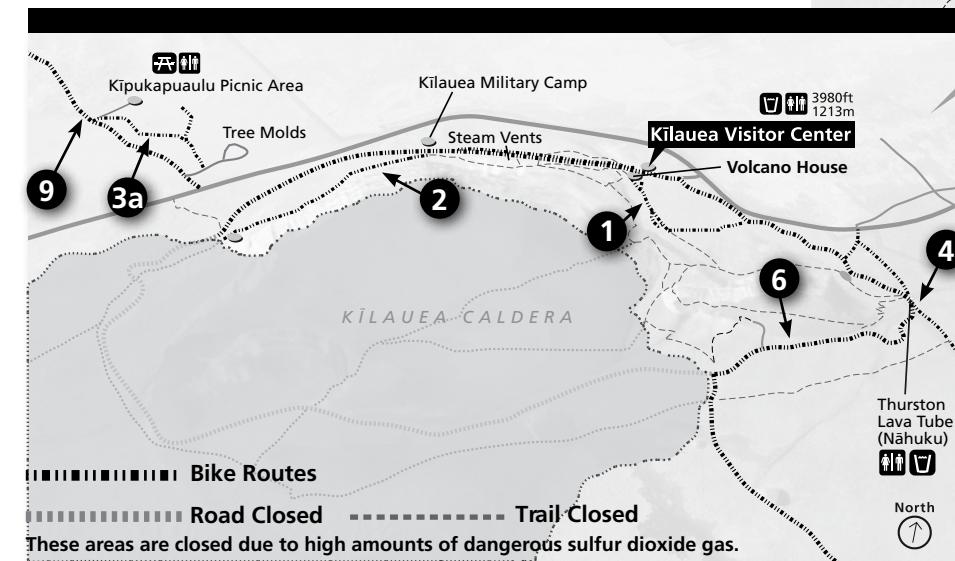 Kīpukapuaulu Picnic Area
Kīlauea Military Camp
3980ft
1213m
Tree Molds
Steam Vents
Kīlauea Visitor Center
Volcano House
9
3a
2
1
4
6
KĪLAUEA CALDERA
Thurston
Lava Tube
(Nāhuku)
Bike Routes
Road Closed
Trail Closed
North
These areas are closed due to high amounts of dangerous sulfur dioxide gas.